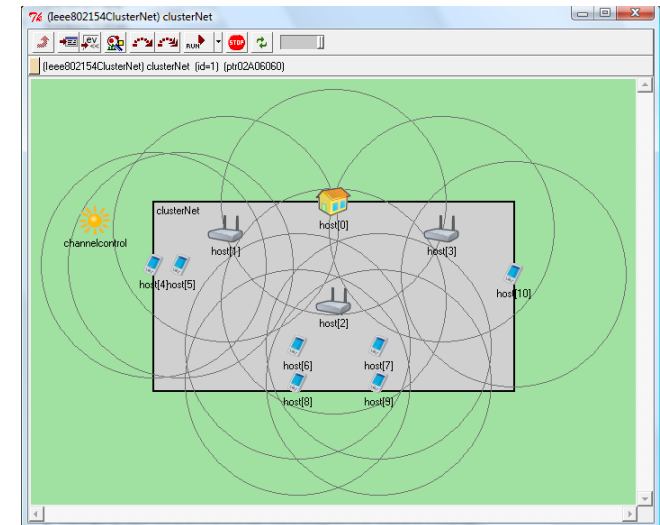 (Ieee802154ClusterNet) clusterNet
EV
RUN
STOP
(Ieee802154ClusterNet) clusterNet (id=1) (ptr02A06060)
clusterNet
channelcontrol
host[0]
host[1]
host[3]
host[4]
host[5]
host[10]
host[2]
host[6]
host[7]
host[8]
host[9]